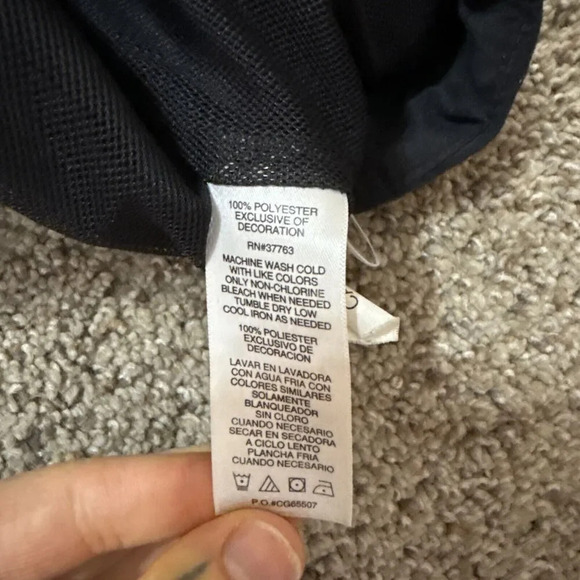 100% POLYESTER
EXCLUSIVE OF
DECORATION
RN#37763
MACHINE WASH COLD
WITH LIKE COLORS
ONLY NON-CHLORINE
BLEACH WHEN NEEDED
TUMBLE DRY LOW
COOL IRON AS NEEDED
100% POLIESTER
EXCLUSIVO DE
DECORACION
LAVAR EN LAVADORA
CON AGUA FRIA CON
COLORES SIMILARES
SOLAMENTE
BLANQUEADOR
SIN CLORO
CUANDO NECESARIO
SECAR EN SECADORA
A CICLO LENTO
PLANCHA FRIA
CUANDO NECESARIO
P.O.#CG65507